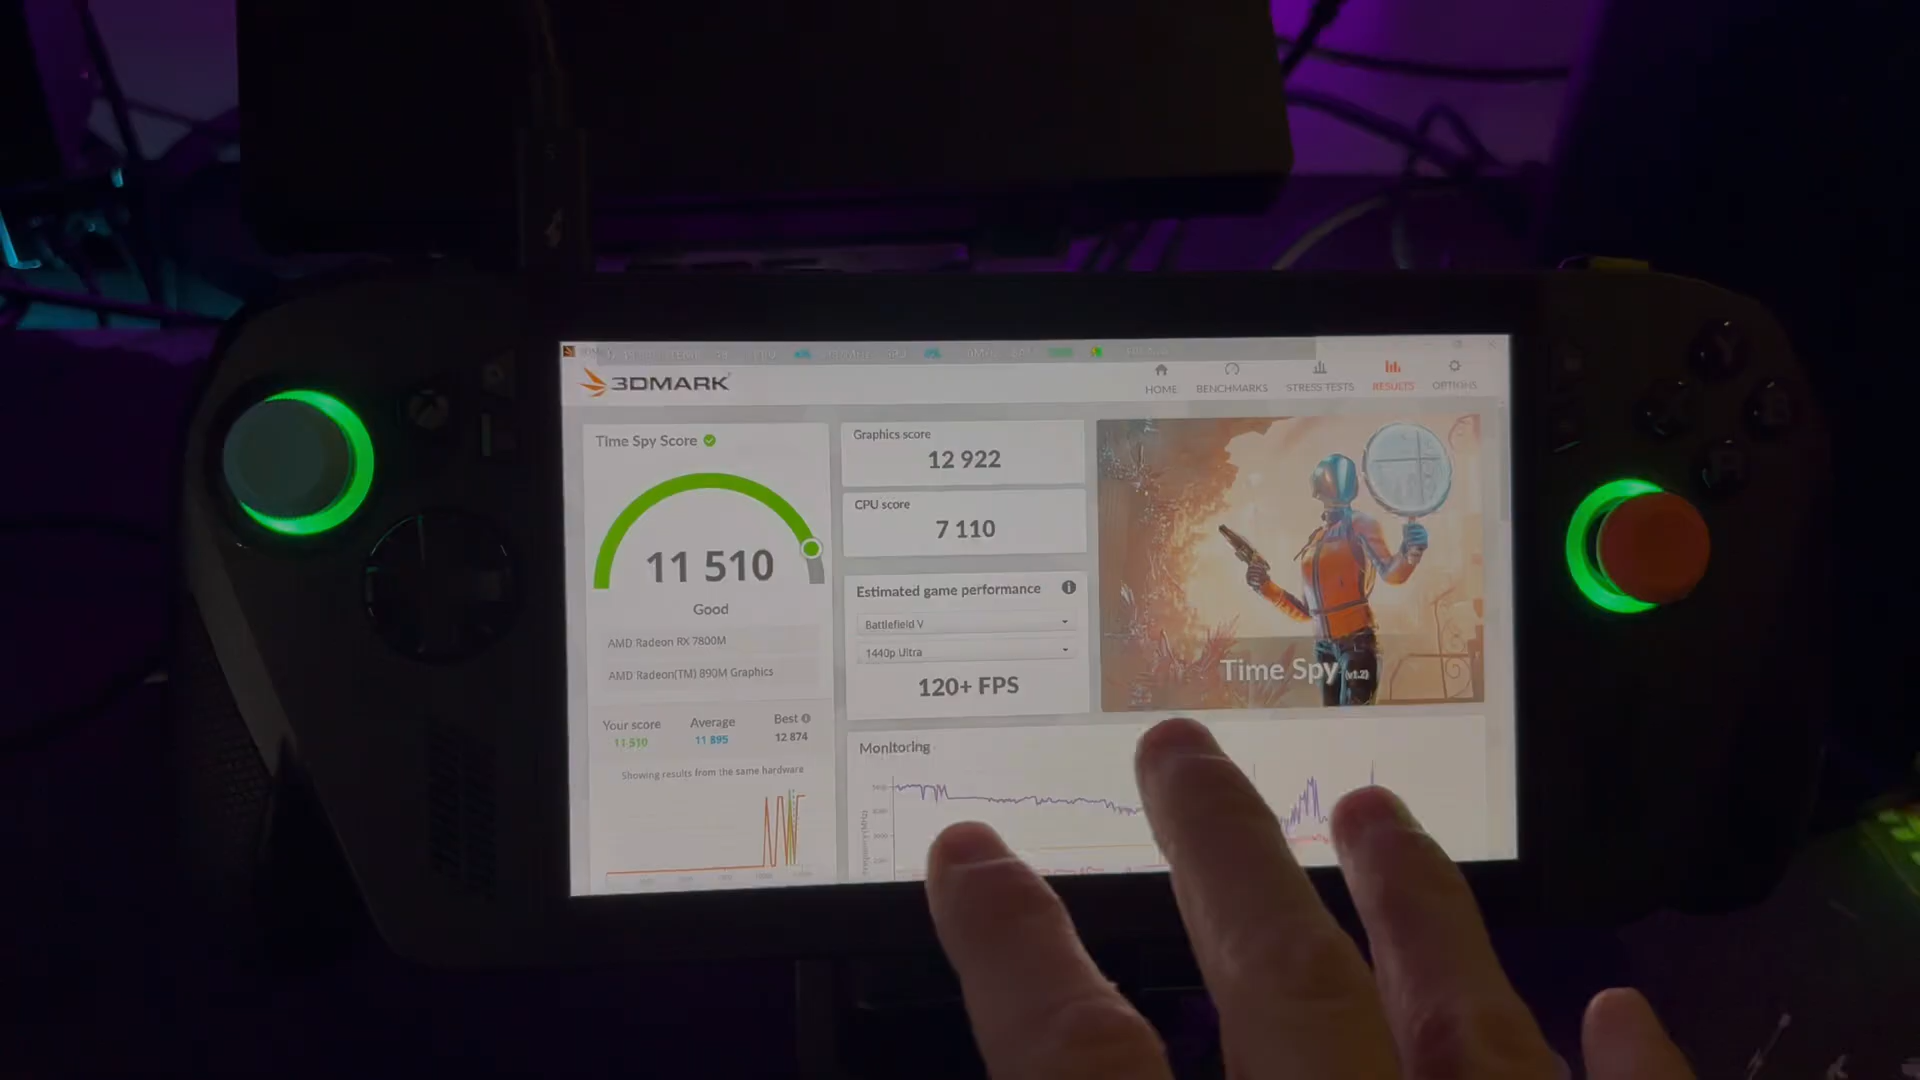 3DMARK
HOME
BENCHMARKS
STRESS TESTS
RESULTS
OPTIONS
Time Spy Score
11 510
Good
AMD Radeon RX 7800M
AMD Radeon(TM) 890M Graphics
Your score
Average
Best
11 510
11 895
12 874
Showing results from the same hardware
Graphics score
12 922
CPU score
7 110
Estimated game performance
Battlefield V
1440p Ultra
120+ FPS
Time Spy (v1.2)
Monitoring